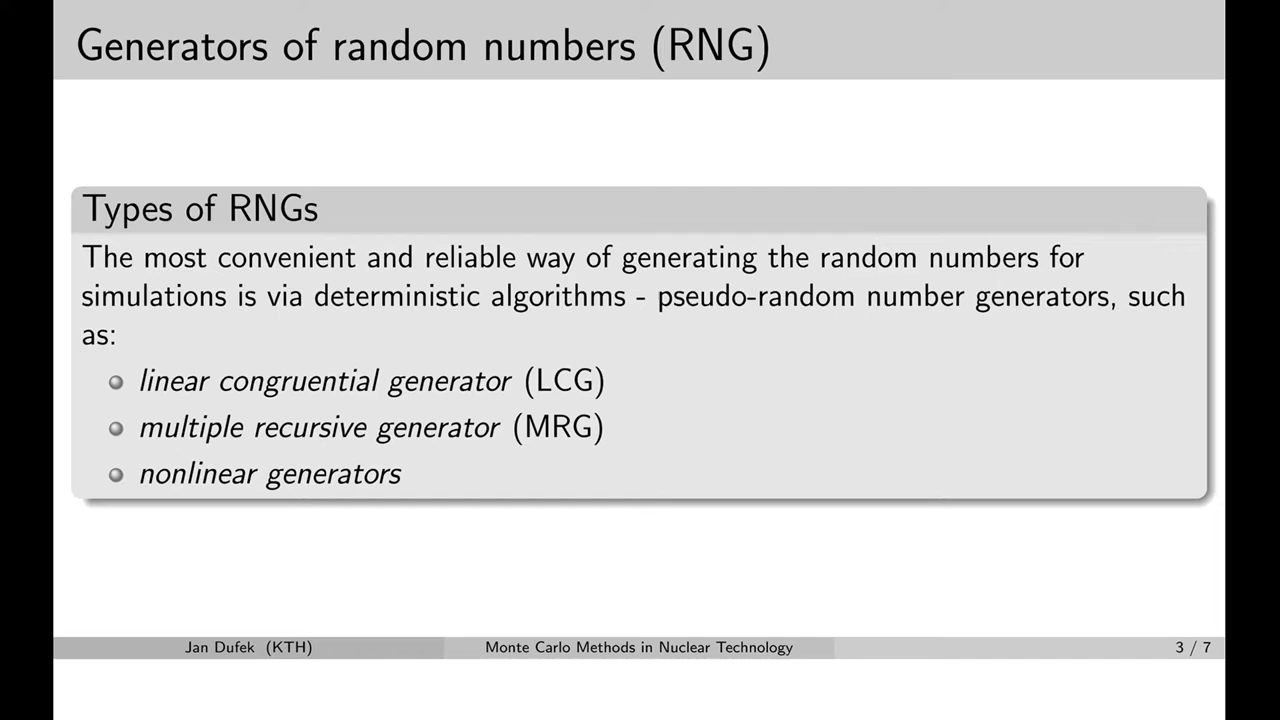 Generators of random numbers (RNG)
Types of RNGs
The most convenient and reliable way of generating the random numbers for
simulations is via deterministic algorithms - pseudo-random number generators, such
as:
linear congruential generator (LCG)
multiple recursive generator (MRG)
nonlinear generators
Jan Dufek (KTH) Monte Carlo Methods in Nuclear Technology 3 / 7